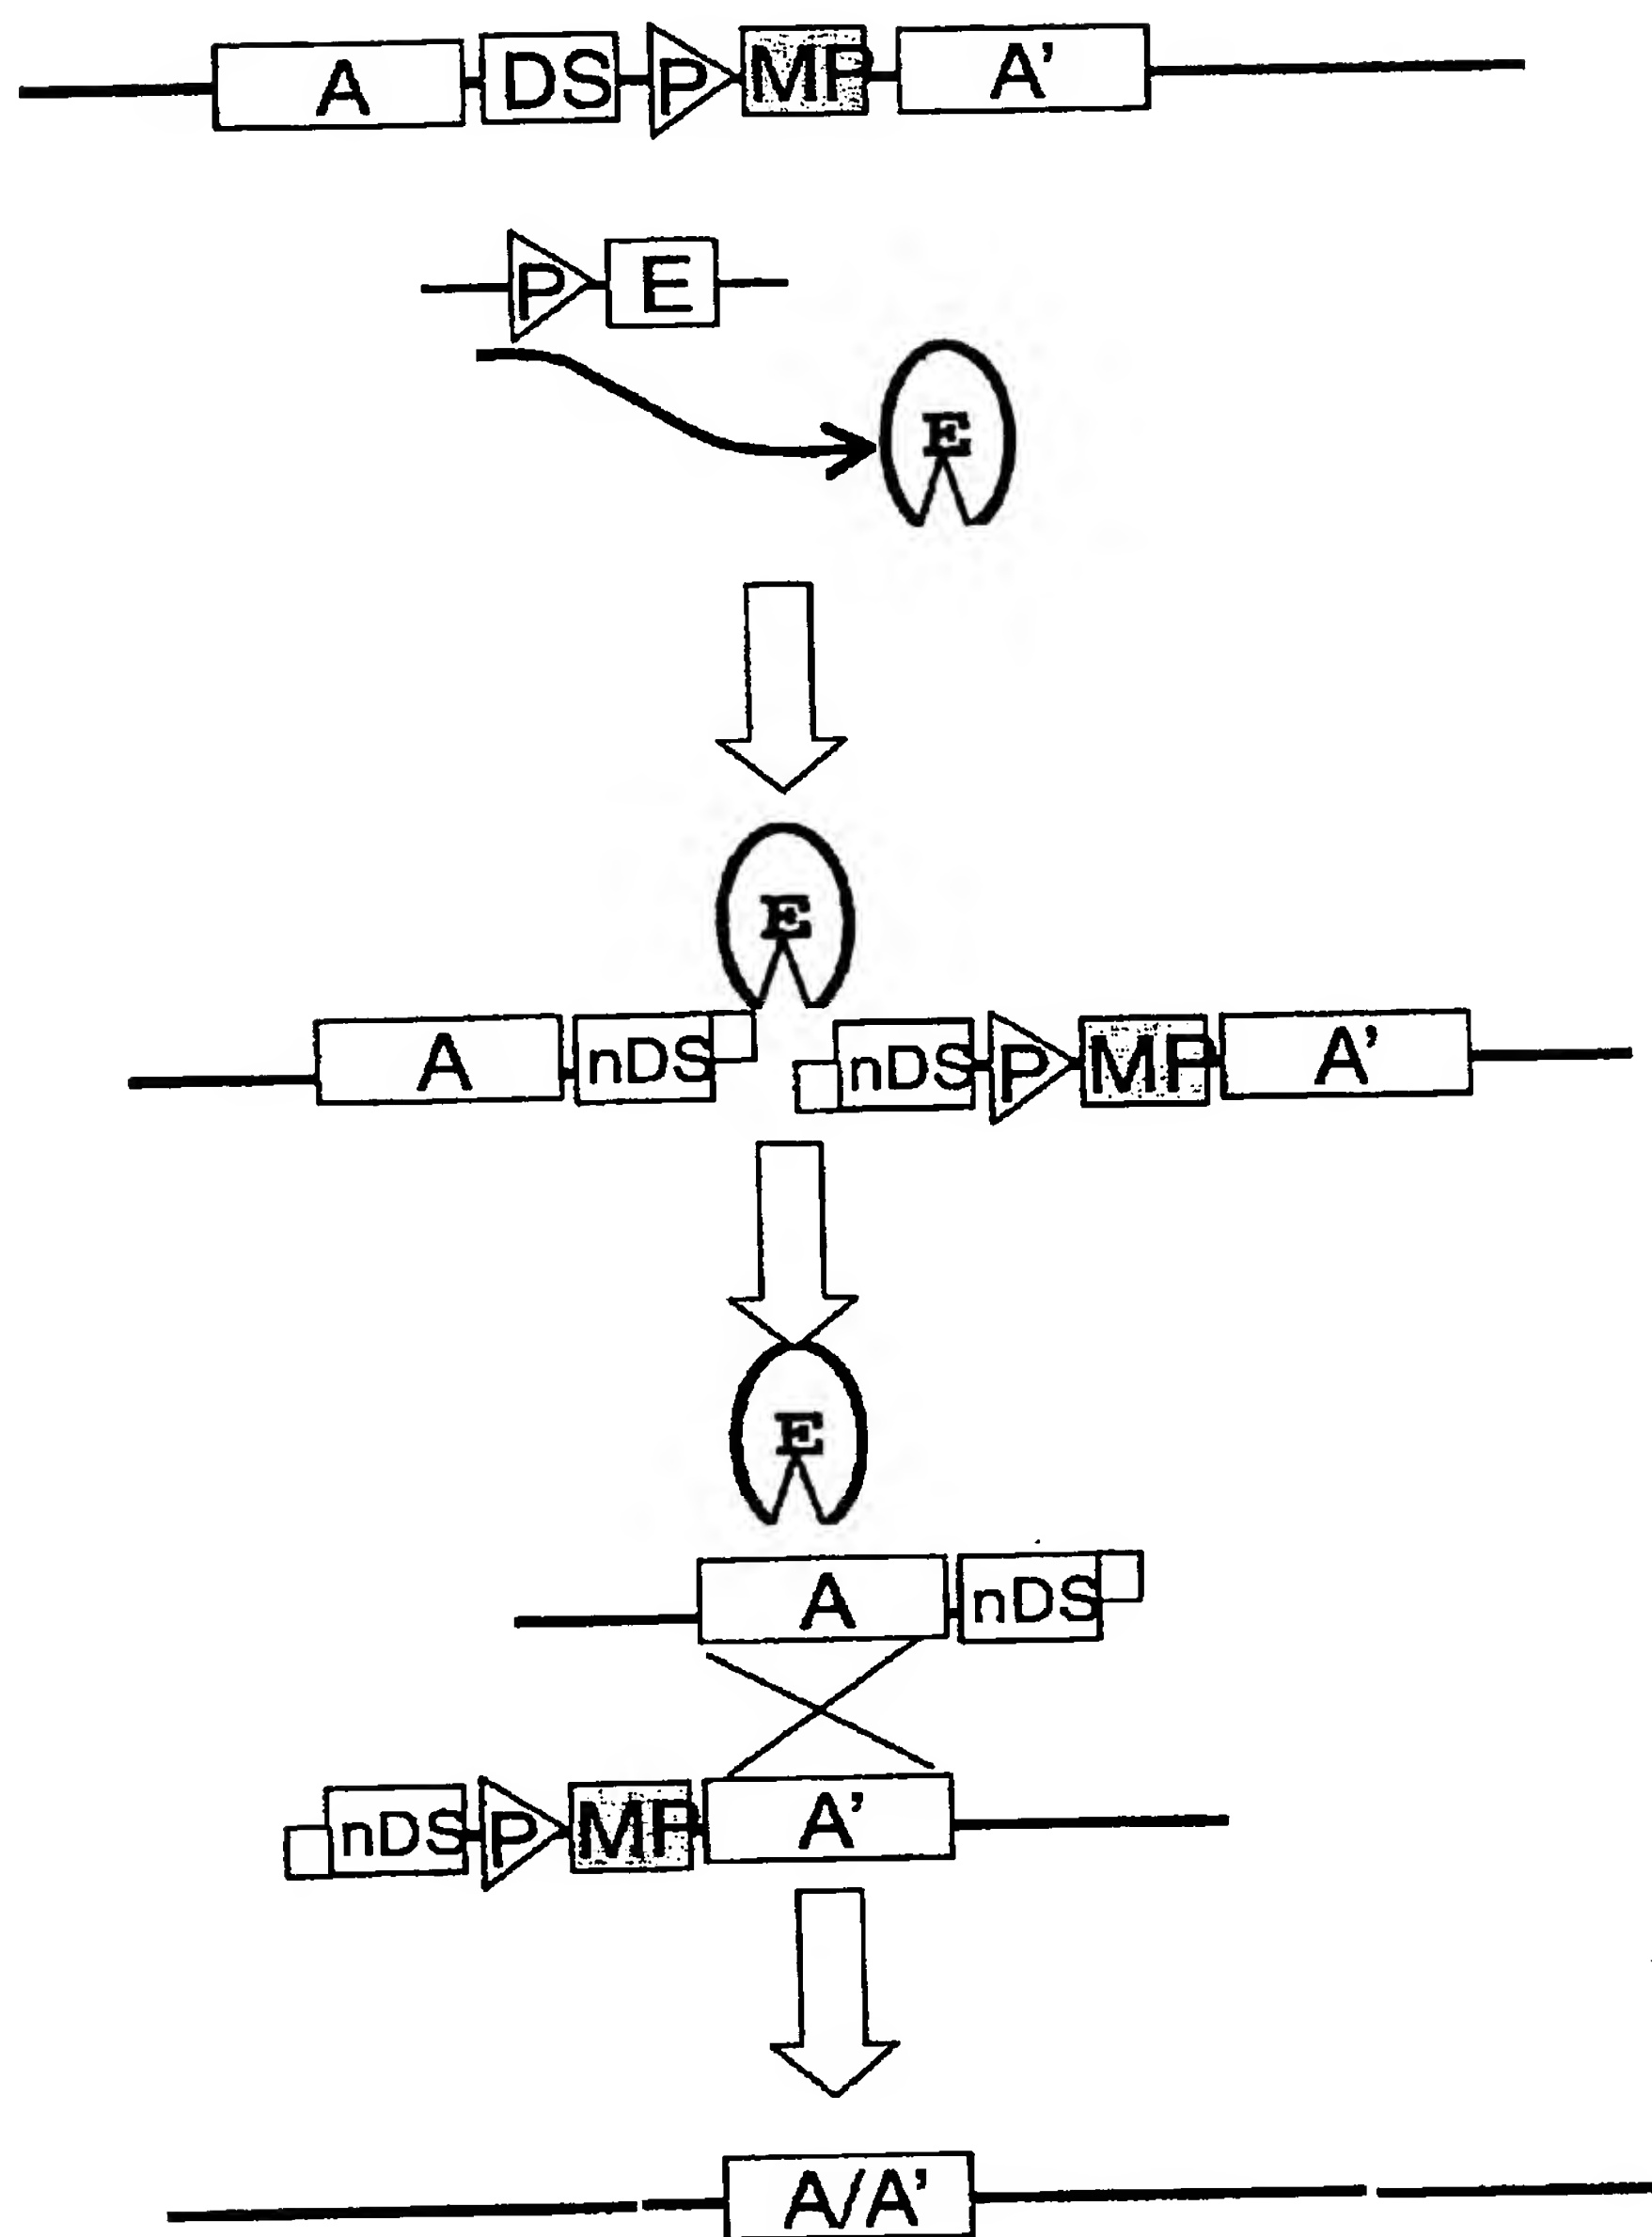 A DS P MP A'
P E
E
E
A nDS nDS P MP A'
E
A nDS
nDS P MP A'
A/A'